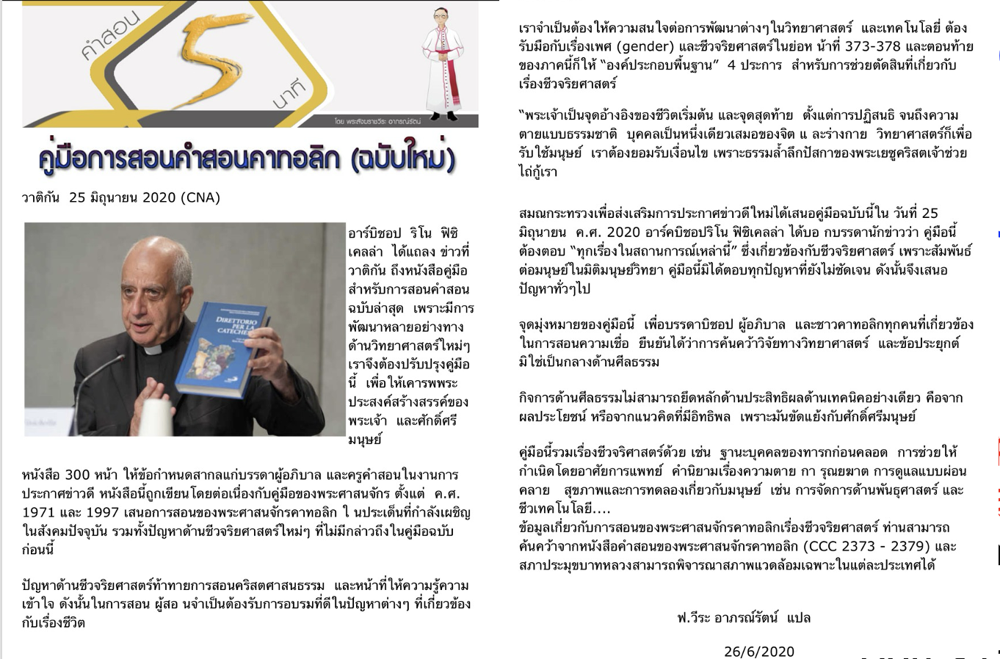 คำสอน
5
นาที
โดย พระสังฆราชวีระ อาภรณ์รัตน์
คู่มือการสอนคำสอนคาทอลิก (ฉบับใหม่)
วาติกัน 25 มิถุนายน 2020 (CNA)
DIRETTORIO
PER LA
อาร์บิชอป ริโน ฟิซิ
เคลล่า ได้แถลง ข่าวที่
วาติกัน ถึงหนังสือคู่มือ
สำหรับการสอนคำสอน
ฉบับล่าสุด เพราะมีการ
พัฒนาหลายอย่างทาง
ด้านวิทยาศาสตร์ใหม่ๆ
เราจึงต้องปรับปรุงคู่มือ
นี้ เพื่อให้เคารพพระ
ประสงค์สร้างสรรค์ของ
พระเจ้า และศักดิ์ศรี
มนุษย์
หนังสือ 300 หน้า ให้ข้อกำหนดสากลแก่บรรดาผู้อภิบาล และครูคำสอนในงานการ
ประกาศข่าวดี หนังสือนี้ถูกเขียนโดยต่อเนื่องกับคู่มือของพระศาสนจักร ตั้งแต่ ค.ศ.
1971 และ 1997 เสนอการสอนของพระศาสนจักรคาทอลิก ใ นประเด็นที่กำลังเผชิญ
ในสังคมปัจจุบัน รวมทั้งปัญหาด้านชีวจริยศาสตร์ใหม่ๆ ที่ไม่มีกล่าวถึงในคู่มือฉบับ
ก่อนนี้
ปัญหาด้านชีวจริยศาสตร์ท้าทายการสอนคริสตศาสนธรรม และหน้าที่ให้ความรู้ความ
เข้าใจ ดังนั้นในการสอน ผู้สอ นจำเป็นต้องรับการอบรมที่ดีในปัญหาต่างๆ ที่เกี่ยวข้อง
กับเรื่องชีวิต
เราจำเป็นต้องให้ความสนใจต่อการพัฒนาต่างๆในวิทยาศาสตร์ และเทคโนโลยี่ ต้อง
รับมือกับเรื่องเพศ (gender) และชีวจริยศาสตร์ในย่อห น้าที่ 373-378 และตอนท้าย
ของภาคนี้ก็ให้ “องค์ประกอบพื้นฐาน” 4 ประการ สำหรับการช่วยตัดสินที่เกี่ยวกับ
เรื่องชีวจริยศาสตร์
“พระเจ้าเป็นจุดอ้างอิงของชีวิตเริ่มต้น และจุดสุดท้าย ตั้งแต่การปฏิสนธิ จนถึงความ
ตายแบบธรรมชาติ บุคคลเป็นหนึ่งเดียวเสมอของจิต แ ละร่างกาย วิทยาศาสตร์ก็เพื่อ
รับใช้มนุษย์ เราต้องยอมรับเงื่อนไข เพราะธรรมล้ำลึกปัสกาของพระเยซูคริสตเจ้าช่วย
ไถ่กู้เรา
สมณกระทรวงเพื่อส่งเสริมการประกาศข่าวดีใหม่ได้เสนอคู่มือฉบับนี้ใน วันที่ 25
มิถุนายน ค.ศ. 2020 อาร์คบิชอปริโน ฟิซิเคลล่า ได้บอ กบรรดานักข่าวว่า คู่มือนี้
ต้องตอบ “ทุกเรื่องในสถานการณ์เหล่านี้” ซึ่งเกี่ยวข้องกับชีวจริยศาสตร์ เพราะสัมพันธ์
ต่อมนุษย์ในมิติมนุษย์วิทยา คู่มือนี้มิได้ตอบทุกปัญหาที่ยังไม่ชัดเจน ดังนั้นจึงเสนอ
ปัญหาทั่วๆไป
จุดมุ่งหมายของคู่มือนี้ เพื่อบรรดาบิชอป ผู้อภิบาล และชาวคาทอลิกทุกคนที่เกี่ยวข้อง
ในการสอนความเชื่อ ยืนยันได้ว่าการค้นคว้าวิจัยทางวิทยาศาสตร์ และข้อประยุกต์
มิใช่เป็นกลางด้านศีลธรรม
กิจการด้านศีลธรรมไม่สามารถยึดหลักด้านประสิทธิผลด้านเทคนิคอย่างเดียว คือจาก
ผลประโยชน์ หรือจากแนวคิดที่มีอิทธิพล เพราะมันขัดแย้งกับศักดิ์ศรีมนุษย์
คู่มือนี้รวมเรื่องชีวจริศาสตร์ด้วย เช่น ฐานะบุคคลของทารกก่อนคลอด การช่วยให้
กำเนิดโดยอาศัยการแพทย์ คำนิยามเรื่องความตาย กา รุณยฆาต การดูแลแบบผ่อน
คลาย สุขภาพและการทดลองเกี่ยวกับมนุษย์ เช่น การจัดการด้านพันธุศาสตร์ และ
ชีวเทคโนโลยี....
ข้อมูลเกี่ยวกับการสอนของพระศาสนจักรคาทอลิกเรื่องชีวจริยศาสตร์ ท่านสามารถ
ค้นคว้าจากหนังสือคำสอนของพระศาสนจักรคาทอลิก (CCC 2373 - 2379) และ
สภาประมุขบาทหลวงสามารถพิจารณาสภาพแวดล้อมเฉพาะในแต่ละประเทศได้
ฟ.วีระ อาภรณ์รัตน์ แปล
26/6/2020